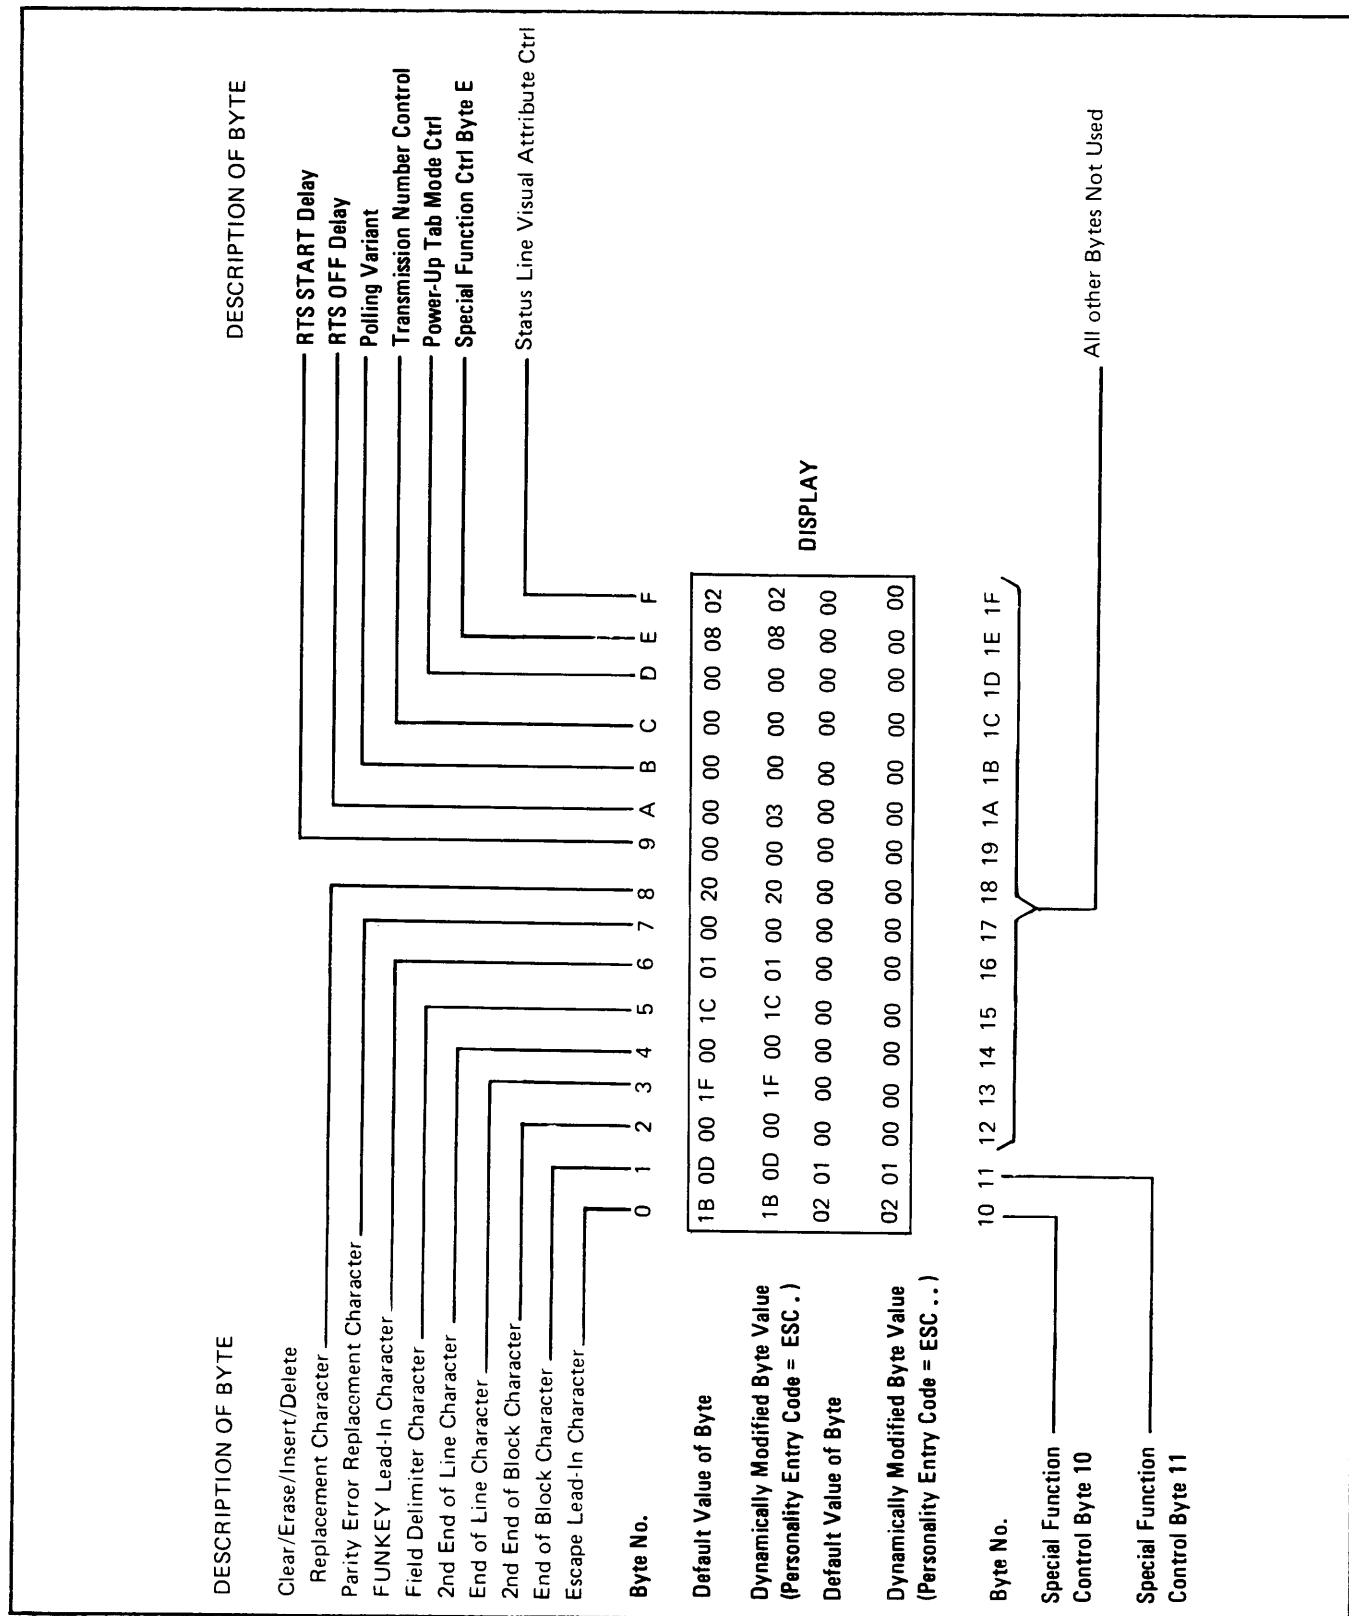 DESCRIPTION OF BYTE
DESCRIPTION OF BYTE
Clear/Erase/Insert/Delete
Replacement Character
Parity Error Replacement Character
FUNKEY Lead-In Character
Field Delimiter Character
2nd End of Line Character
End of Line Character
2nd End of Block Character
End of Block Character
Escape Lead-In Character
RTS START Delay
RTS OFF Delay
Polling Variant
Transmission Number Control
Power-Up Tab Mode Ctrl
Special Function Ctrl Byte E
Status Line Visual Attribute Ctrl
Byte No. 0 1 2 3 4 5 6 7 8 9 A B C D E F
Default Value of Byte 1B 0D 00 1F 00 1C 01 00 20 00 00 00 00 00 08 02
Dynamically Modified Byte Value 1B 0D 00 1F 00 1C 01 00 20 00 03 00 00 00 08 02
(Personality Entry Code = ESC .)
DISPLAY
Default Value of Byte 02 01 00 00 00 00 00 00 00 00 00 00 00 00 00 00
Dynamically Modified Byte Value 02 01 00 00 00 00 00 00 00 00 00 00 00 00 00 00
(Personality Entry Code = ESC . .)
Byte No. 10 11 12 13 14 15 16 17 18 19 1A 1B 1C 1D 1E 1F
Special Function
Control Byte 10
All other Bytes Not Used
Special Function
Control Byte 11